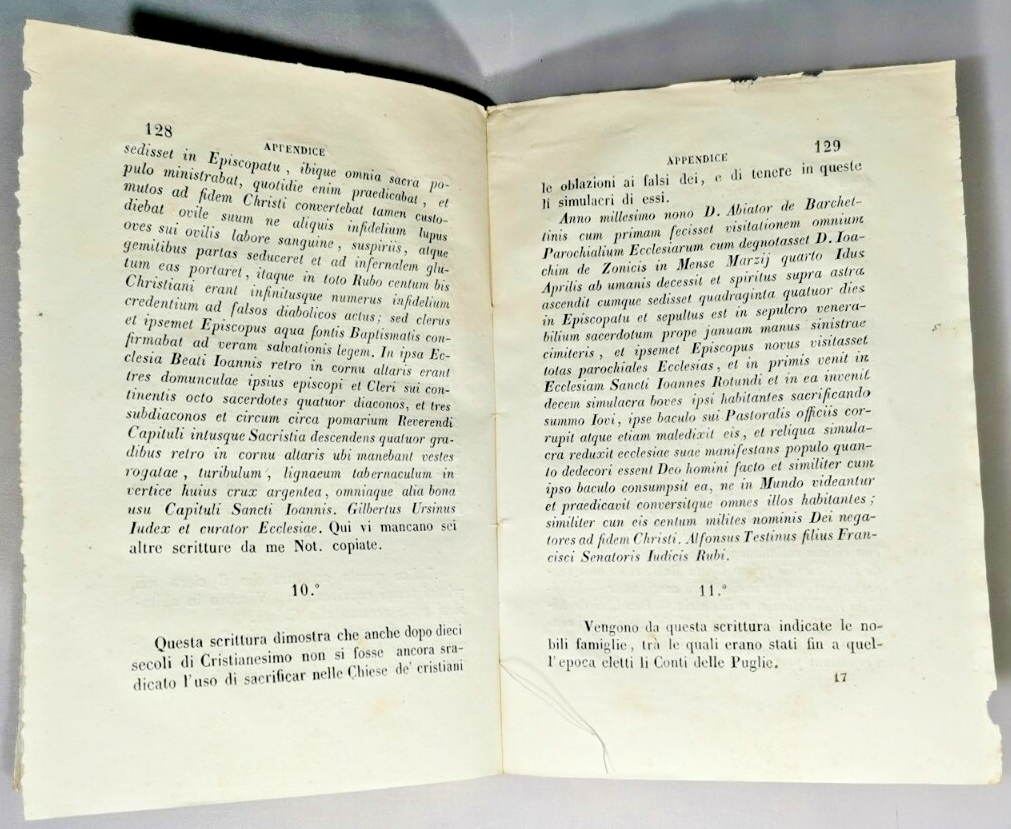 128
APPENDICE
sedisset in Episcopatu , ibique omnia sacra po-
pulo ministrabat, quotidie enim praedicabat , et
mutos ad fidem Christi convertebat tamen custo-
diebat ovile suum ne aliquis infidelium lupus
oves sui ovilis labore sanguine , suspiriis, atque
gemitibus partas seduceret et ad infernalem glu-
tum eas portaret , itaque in toto Rubo centum bis
Christiani erant infinitusque numerus infidelium
credentium ad falsos diabolicos actus; sed clerus
et ipsemet Episcopus aqua fontis Baptismatis con-
firmabat ad veram salvationis legem. In ipsa Ec-
clesia Beati Ioannis retro in cornu altaris erant
tres domunculae ipsius episcopi et Cleri sui con-
tinentis octo sacerdotes quatuor diaconos, et tres
subdiaconos et circum circa pomarium Reverendi
Capituli intusque Sacristia descendens quatuor gra-
dibus retro in cornu altaris ubi manebant vestes
rogatae , turibulum , lignaeum tabernaculum in
vertice huius crux argentea , omniaque alia bona
usu Capituli Sancti Ioannis. Gilbertus Ursinus
Iudex et curator Ecclesiae. Qui vi mancano sei
altre scritture da me Not. copiate.
10.°
Questa scrittura dimostra che anche dopo dieci
secoli di Cristianesimo non si fosse ancora sra-
dicato l'uso di sacrificar nelle Chiese de' cristiani
129
APPENDICE
le oblazioni ai falsi dei, e di tenere in queste
li simulacri di essi.
Anno millesimo nono D. Abiator de Barchet-
tinis cum primam fecisset visitationem omnium
Parochialium Ecclesiarum cum degnotasset D. Ioa-
chim de Zonicis in Mense Marzij quarto Idus
Aprilis ab umanis decessit et spiritus supra astra
ascendit cumque sedisset quadraginta quatuor dies
in Episcopatu et sepultus est in sepulcro venera-
bilium sacerdotum prope januam manus sinistrae
cimiteris , et ipsemet Episcopus novus visitasset
totas parochiales Ecclesias , et in primis venit in
Ecclesiam Sancti Ioannes Rotundi et in ea invenit
decem simulacra boves ipsi habitantes sacrificando
summo Iovi , ipse baculo sui Pastoralis officiis cor-
rupit atque etiam maledixit eis , et reliqua simula-
cra reduxit ecclesiae suae manifestans populo quan-
to dedecori essent Deo homini facto et similiter cum
ipso baculo consumpsit ea, ne in Mundo videantur
et praedicavit conversitque omnes illos habitantes ;
similiter cun eis centum milites nominis Dei nega-
tores ad fidem Christi. Alfonsus Testinus filius Fran-
cisci Senatoris Iudicis Rubi.
11.°
Vengono da questa scrittura indicate le no-
bili famiglie , tra le quali erano stati fin a quel-
l'epoca eletti li Conti delle Puglie.
17